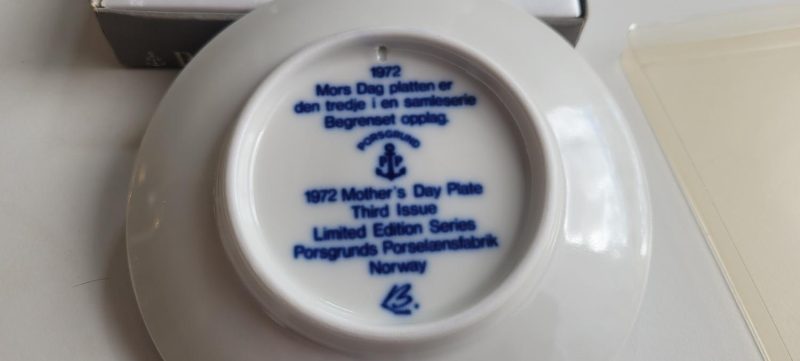 1972
Mors Dag platten er
den tredje i en samleserie
Begrenset opplag.
PORSGRUND
P P
1972 Mother's Day Plate
Third Issue
Limited Edition Series
Porsgrunds Porselænsfabrik
Norway
B.